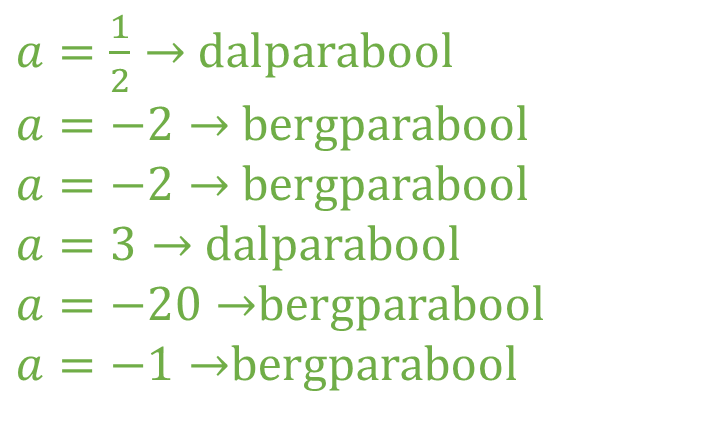 a = 1/2 → dalparabool
a = −2 → bergparabool
a = −2 → bergparabool
a = 3 → dalparabool
a = −20 →bergparabool
a = −1 →bergparabool